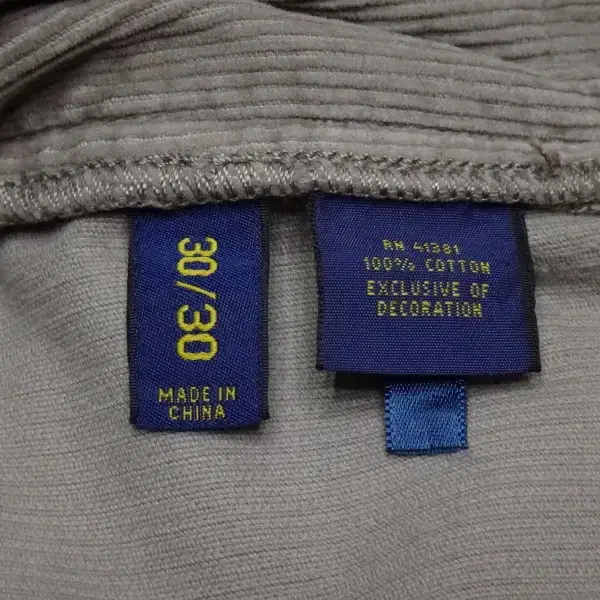 30/30
MADE IN
CHINA
RN 41381
100% COTTON
EXCLUSIVE OF
DECORATION